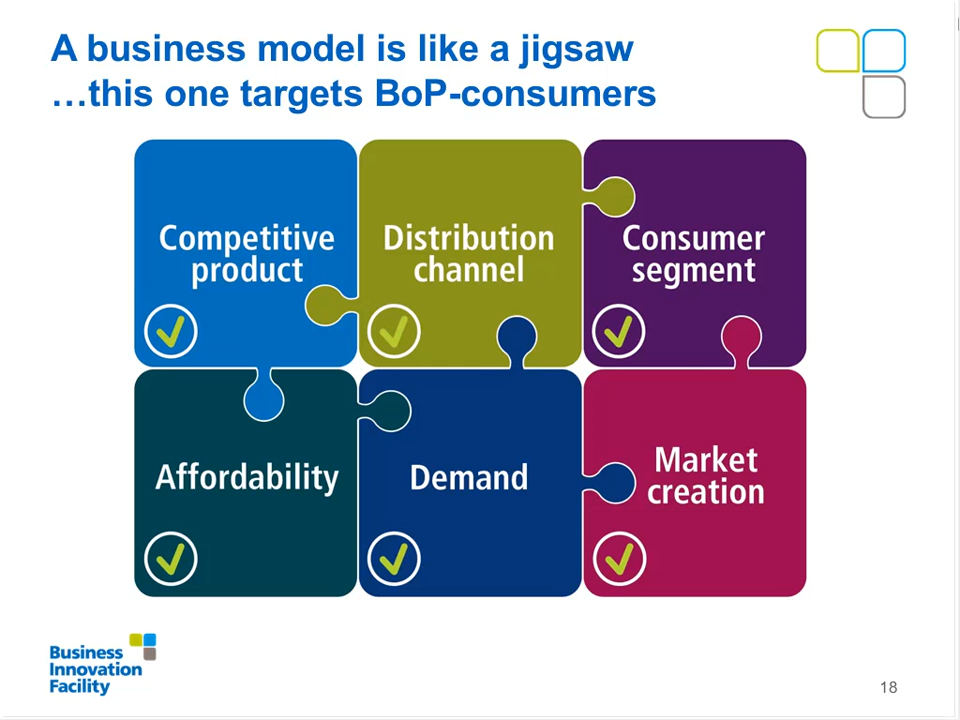 A business model is like a jigsaw
…this one targets BoP-consumers
Competitive
product
Distribution
channel
Consumer
segment
Affordability
Demand
Market
creation
Business
Innovation
Facility
18